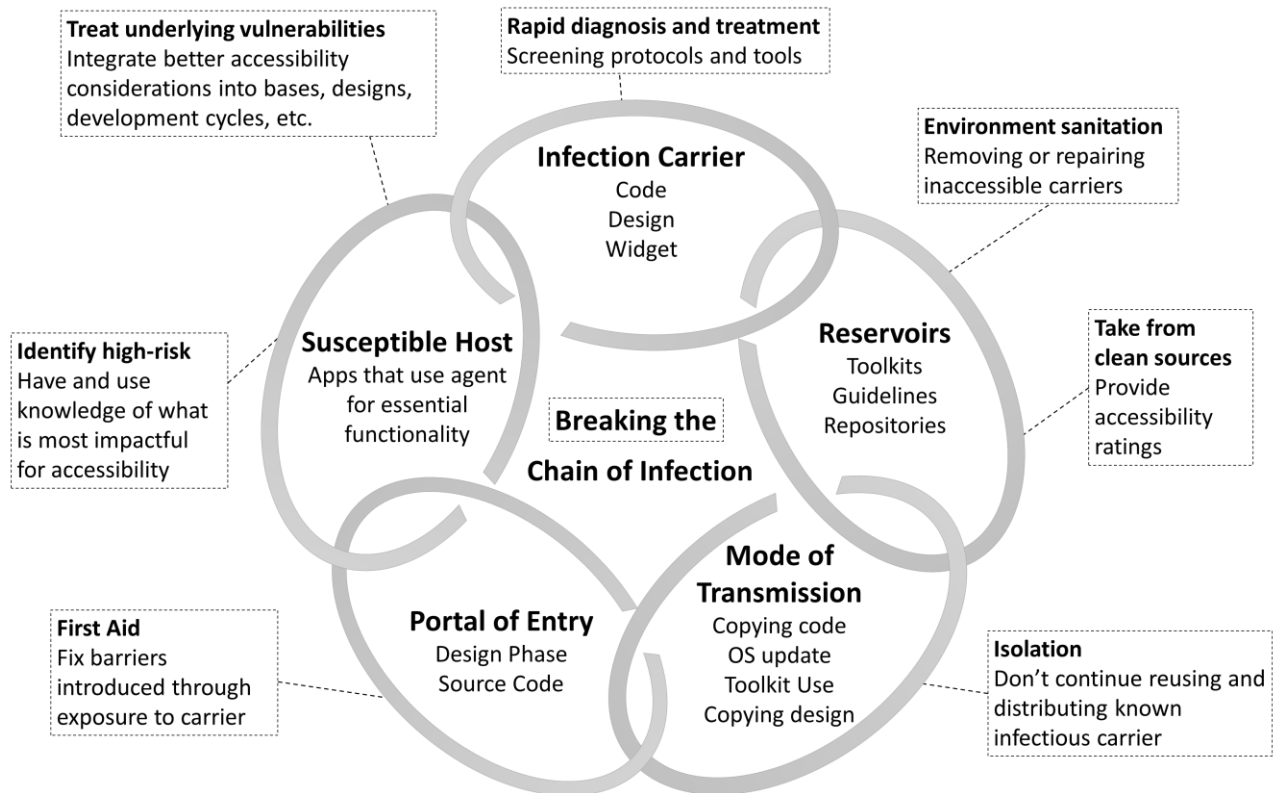 Treat underlying vulnerabilities
Integrate better accessibility
considerations into bases, designs,
development cycles, etc.
Rapid diagnosis and treatment
Screening protocols and tools
Infection Carrier
Code
Design
Widget
Environment sanitation
Removing or repairing
inaccessible carriers
Susceptible Host
Apps that use agent
for essential
functionality
Reservoirs
Toolkits
Guidelines
Repositories
Identify high-risk
Have and use
knowledge of what
is most impactful
for accessibility
Take from
clean sources
Provide
accessibility
ratings
Breaking the
Chain of Infection
Portal of Entry
Design Phase
Source Code
Mode of
Transmission
Copying code
OS update
Toolkit Use
Copying design
First Aid
Fix barriers
introduced through
exposure to carrier
Isolation
Don’t continue reusing and
distributing known
infectious carrier